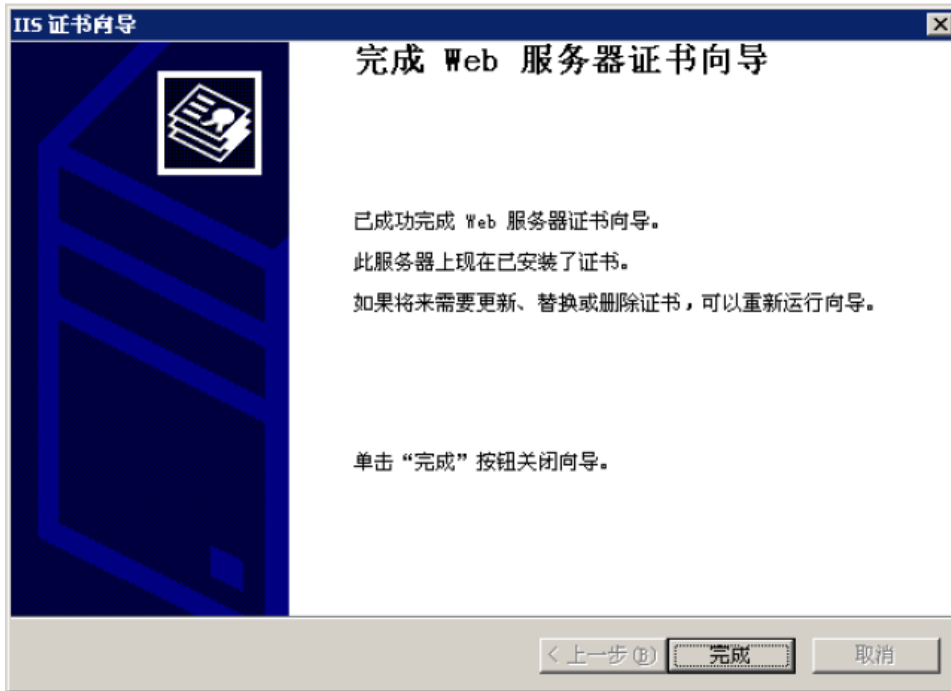 IIS 证书向导
完成 Web 服务器证书向导
已成功完成 Web 服务器证书向导。
此服务器上现在已安装了证书。
如果将来需要更新、替换或删除证书，可以重新运行向导。
单击“完成”按钮关闭向导。
< 上一步(B) 完成 取消